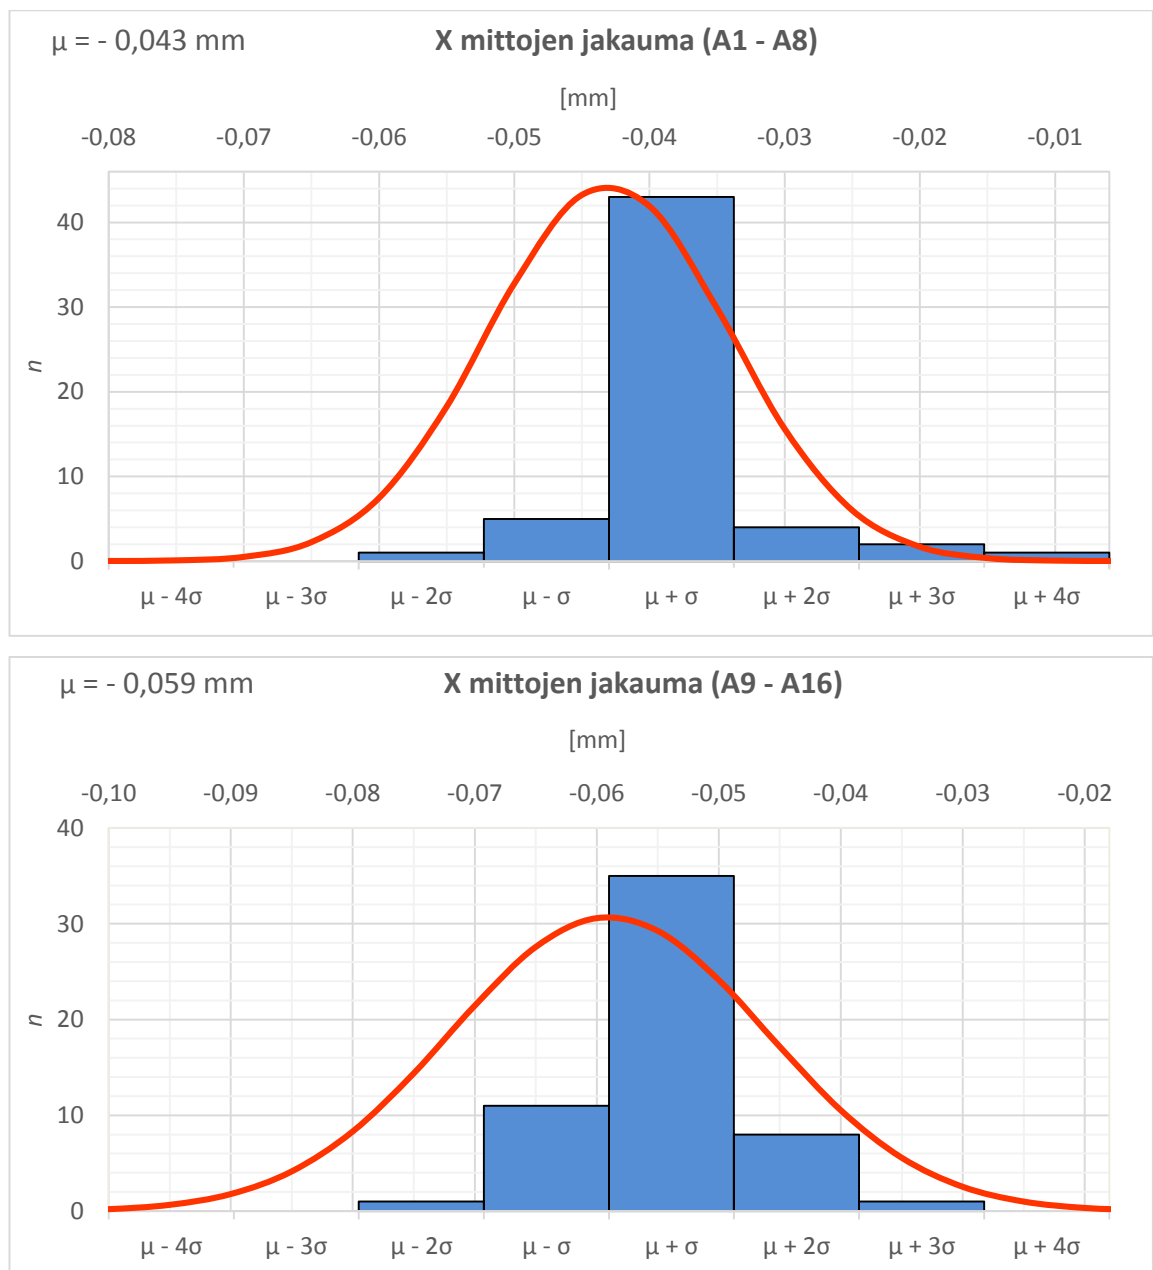 μ = - 0,043 mm X mittojen jakauma (A1 - A8)
[mm]
-0,08 -0,07 -0,06 -0,05 -0,04 -0,03 -0,02 -0,01
40
30
n
20
10
0
μ - 4σ μ - 3σ μ - 2σ μ - σ μ + σ μ + 2σ μ + 3σ μ + 4σ
μ = - 0,059 mm X mittojen jakauma (A9 - A16)
[mm]
-0,10 -0,09 -0,08 -0,07 -0,06 -0,05 -0,04 -0,03 -0,02
40
30
n
20
10
0
μ - 4σ μ - 3σ μ - 2σ μ - σ μ + σ μ + 2σ μ + 3σ μ + 4σ